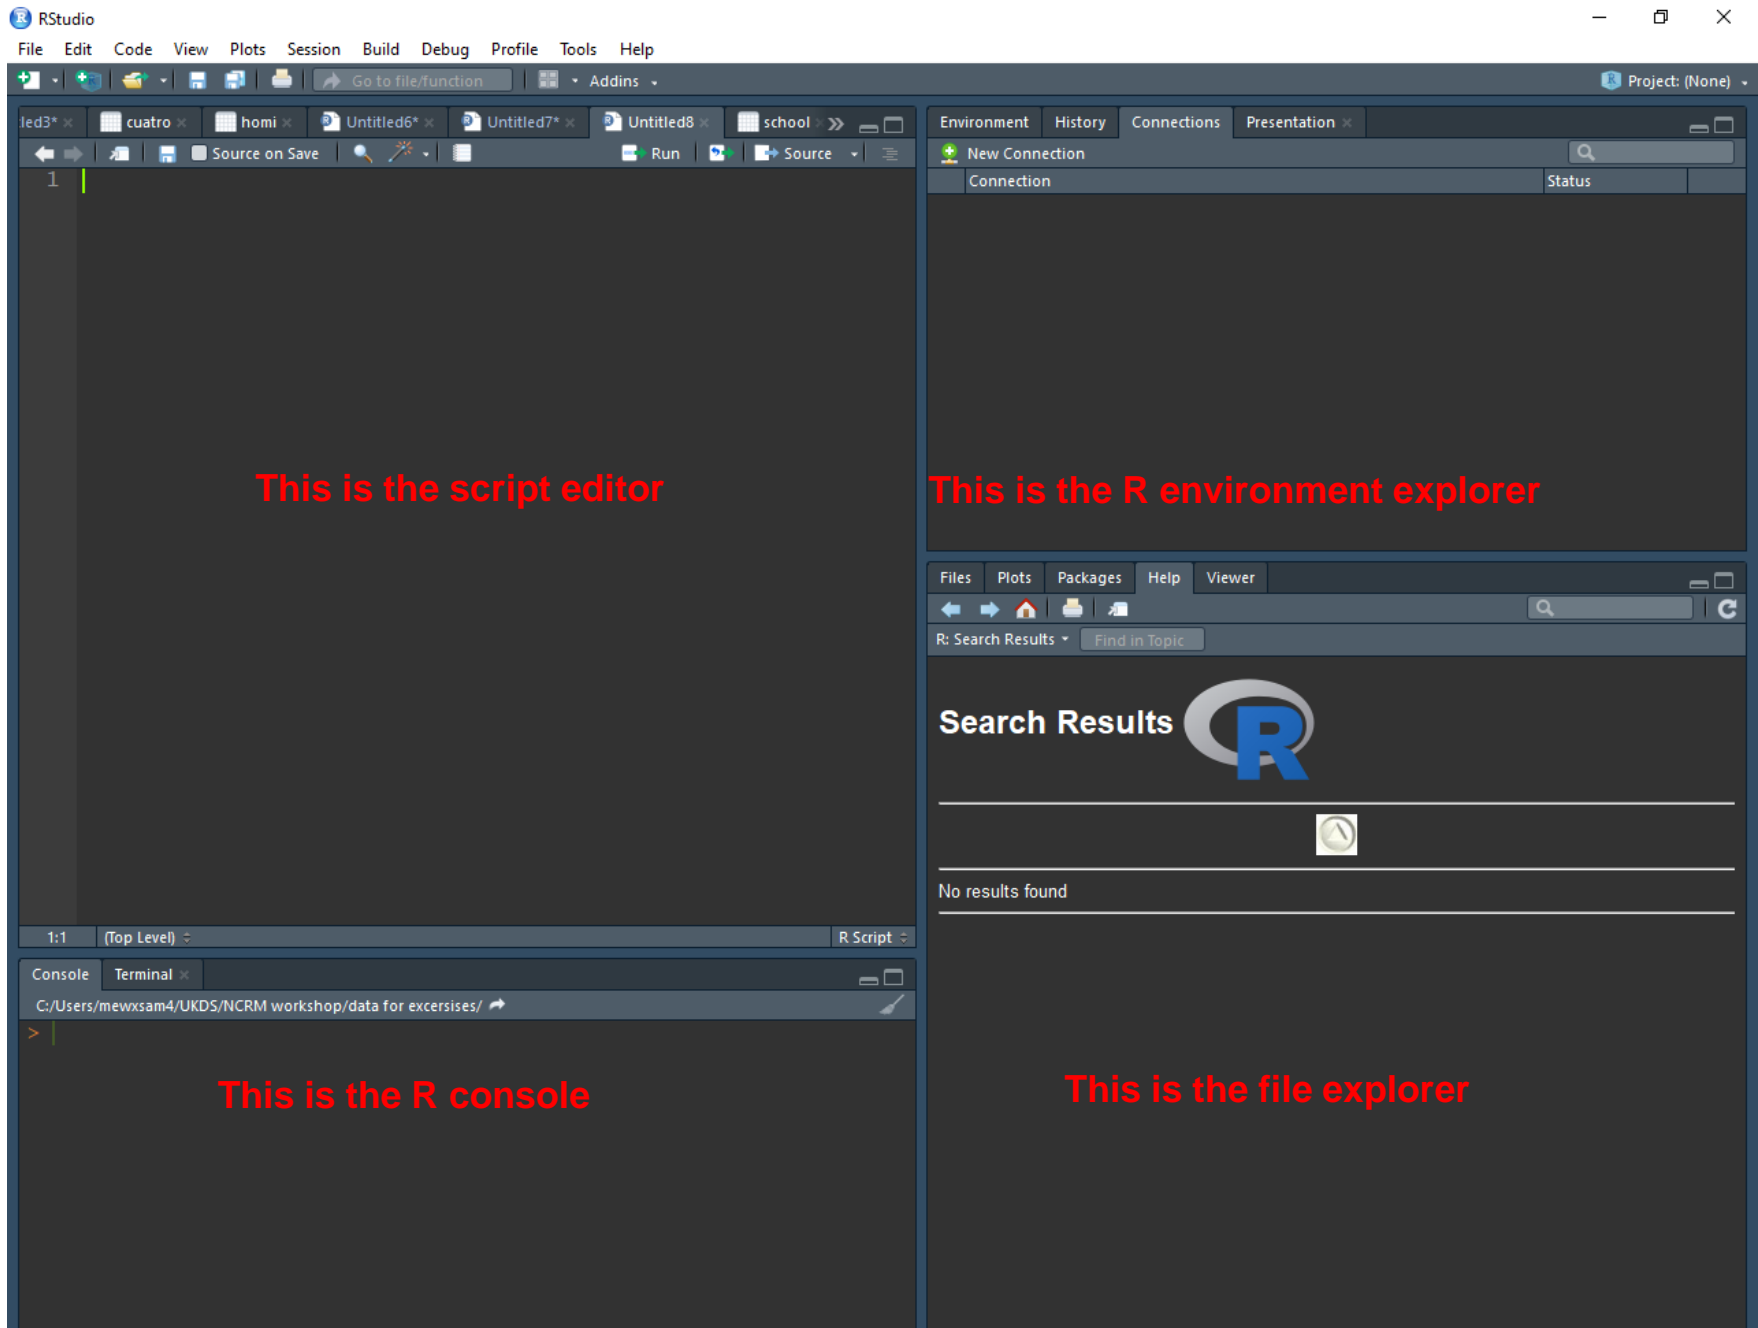 RStudio
File Edit Code View Plots Session Build Debug Profile Tools Help
Go to file/function Addins Project: (None)
led3* cuatro homi Untitled6* Untitled7* Untitled8 school
Source on Save Run Source
1
This is the script editor
1:1 (Top Level) R Script
Console Terminal
C:/Users/mewxsam4/UKDS/NCRM workshop/data for excersises/
>
This is the R console
Environment History Connections Presentation
New Connection
Connection Status
This is the R environment explorer
Files Plots Packages Help Viewer
R: Search Results Find in Topic
Search Results R
No results found
This is the file explorer